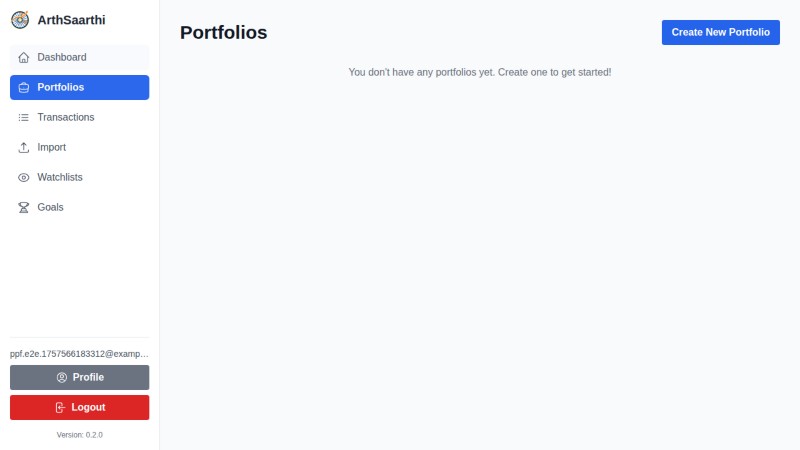 ArthSaarthi
Dashboard
Portfolios
Transactions
Import
Watchlists
Goals
ppf.e2e.1757566183312@examp...
Profile
Logout
Version: 0.2.0
Portfolios
Create New Portfolio
You don't have any portfolios yet. Create one to get started!